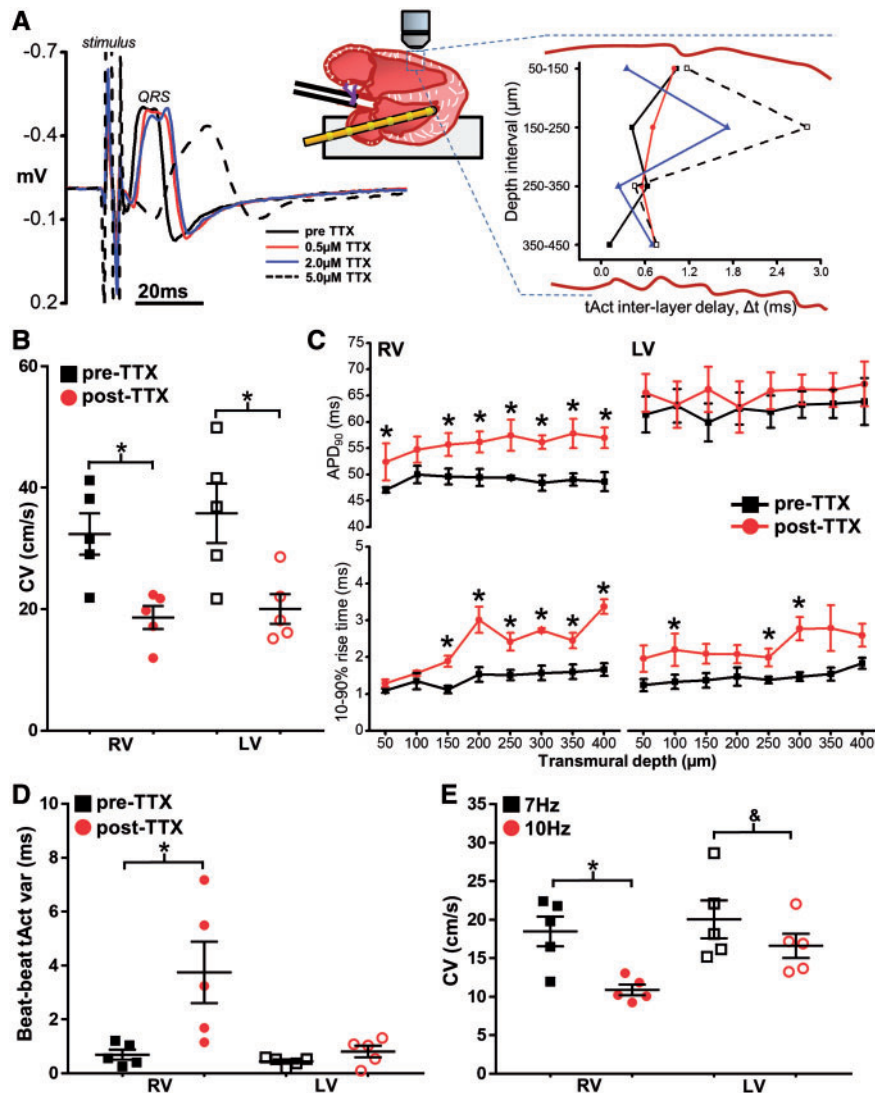 A
-0.7
-0.4
-0.1
0.2
mV
stimulus
QRS
pre TTX
0.5µM TTX
2.0µM TTX
5.0µM TTX
20ms
Depth interval (µm)
50-150
150-250
250-350
350-450
0.0 0.6 1.2 1.8 2.4 3.0
tAct inter-layer delay, Δt (ms)
B
pre-TTX
post-TTX
CV (cm/s)
60
40
20
0
* *
RV LV
C
RV LV
APD90 (ms)
75
70
65
60
55
50
45
40
* * * * * * *
pre-TTX
post-TTX
10-90% rise time (ms)
5
4
3
2
1
0
* * * * * *
* * *
50 100 150 200 250 300 350 400
50 100 150 200 250 300 350 400
Transmural depth (µm)
D
pre-TTX
post-TTX
Beat-beat tAct var (ms)
10
8
6
4
2
0
*
RV LV
E
7Hz
10Hz
CV (cm/s)
35
30
25
20
15
10
5
0
* &
RV LV